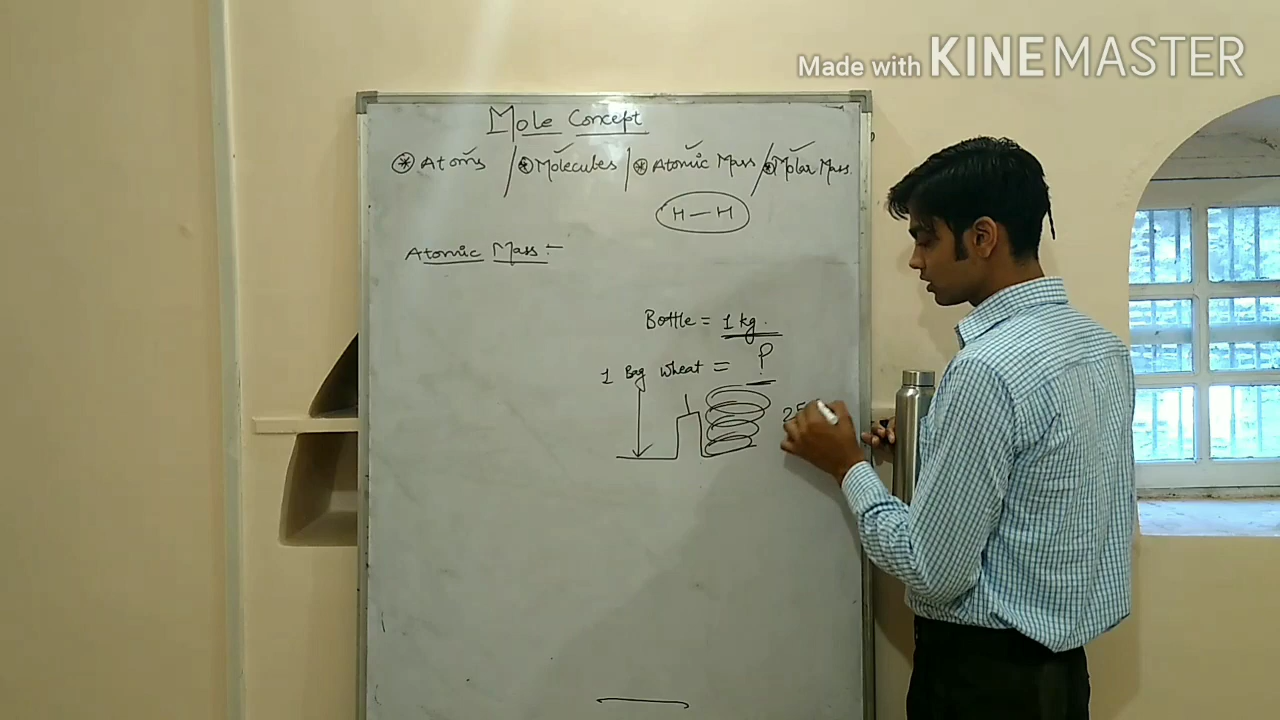 Made with KINEMASTER
Mole Concept
Atoms / Molecules | Atomic Mass / Molar Mass
H—H
Atomic Mass :-
Bottle = 1 kg.
1 Bag wheat = ?
25